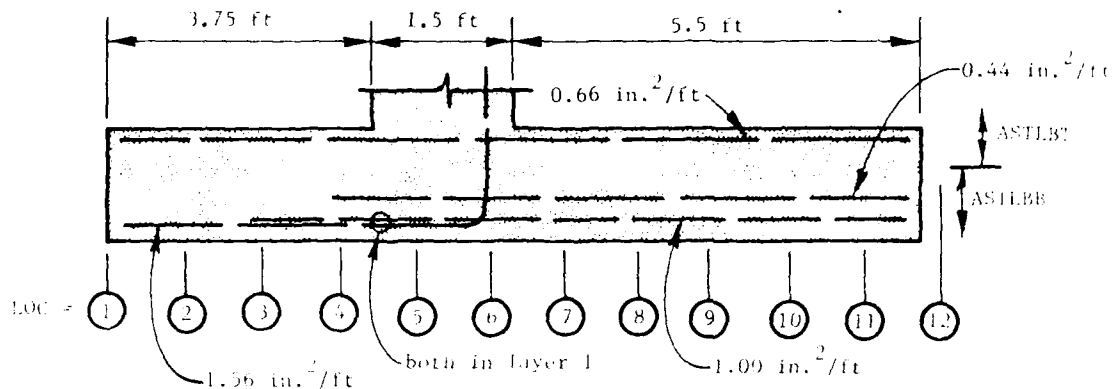 3.75 ft
1.5 ft
5.5 ft
0.44 in.²/ft
0.66 in.²/ft
ASTLBT
ASTLBB
LOC = 1 2 3 4 5 6 7 8 9 10 11 12
both in layer 1
1.56 in.²/ft
1.00 in.²/ft